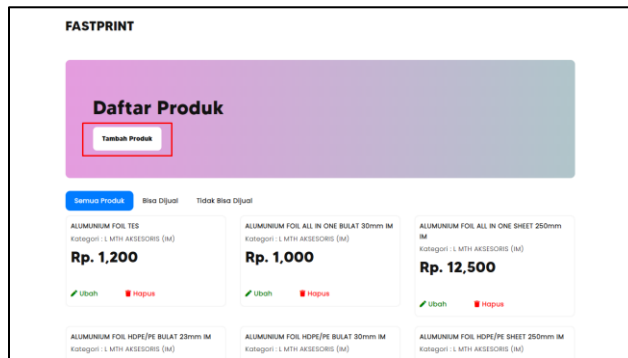 FASTPRINT
Daftar Produk
Tambah Produk
Semua Produk
Bisa Dijual
Tidak Bisa Dijual
ALUMUNIUM FOIL TES
Kategori : L MTH AKSESORIS (IM)
Rp. 1,200
Ubah
Hapus
ALUMUNIUM FOIL ALL IN ONE BULAT 30mm IM
Kategori : L MTH AKSESORIS (IM)
Rp. 1,000
Ubah
Hapus
ALUMUNIUM FOIL ALL IN ONE SHEET 250mm
IM
Kategori : L MTH AKSESORIS (IM)
Rp. 12,500
Ubah
Hapus
ALUMUNIUM FOIL HDPE/PE BULAT 23mm IM
Kategori : L MTH AKSESORIS (IM)
ALUMUNIUM FOIL HDPE/PE BULAT 30mm IM
Kategori : L MTH AKSESORIS (IM)
ALUMUNIUM FOIL HDPE/PE SHEET 250mm IM
Kategori : L MTH AKSESORIS (IM)